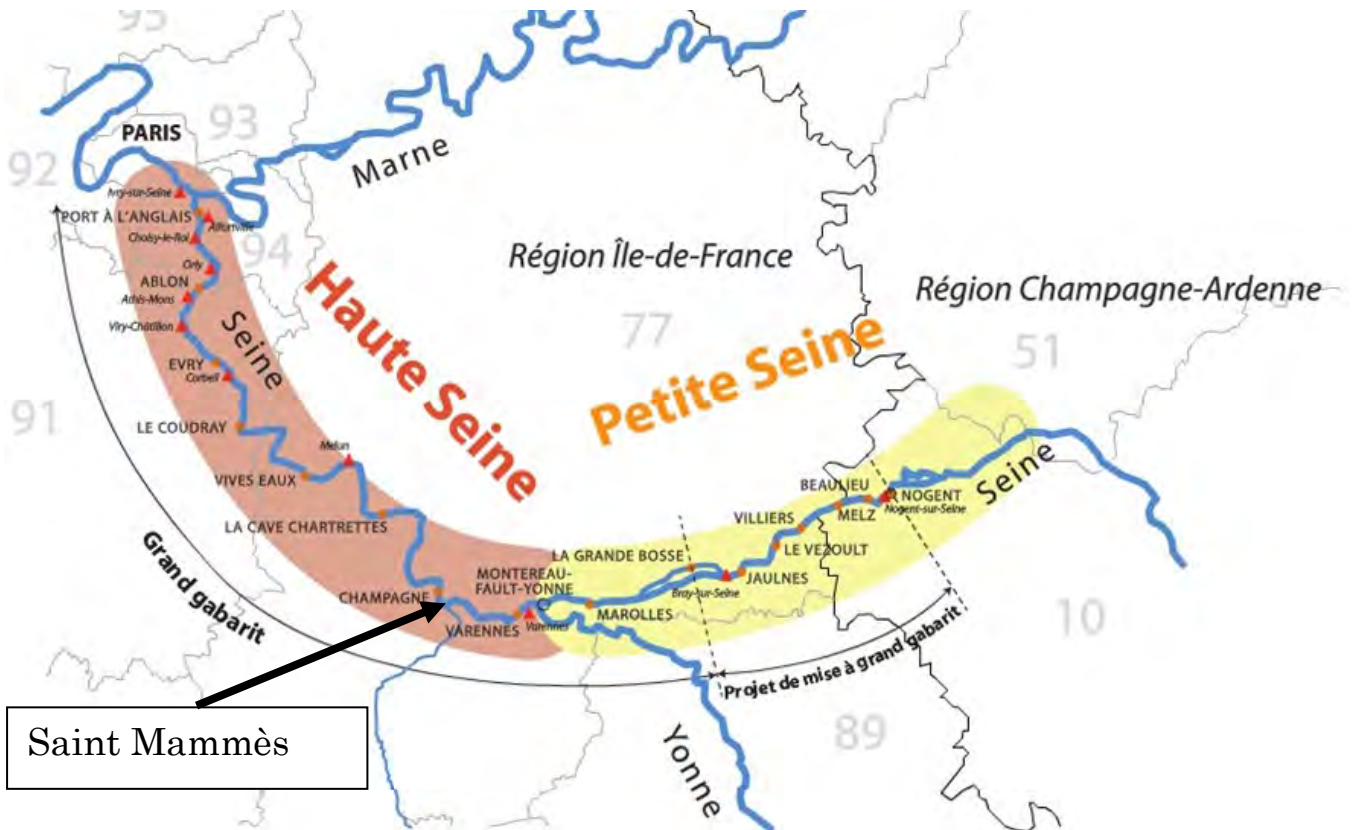 95
PARIS
93
92
Marne
Ivry-sur-Seine
PORT À L'ANGLAIS
Alfortville
Choisy-le-Roi
94
Région Île-de-France
Orly
ABLON
Athis-Mons
Région Champagne-Ardenne
Viry-Châtillon
Seine
Haute Seine
77
Petite Seine
51
EVRY
Corbeil
91
LE COUDRAY
Melun
VIVES EAUX
BEAULIEU
NOGENT
Nogent-sur-Seine
Seine
MELZ
VILLIERS
LA CAVE CHARTRETTES
LE VEZOULT
LA GRANDE BOSSE
JAULNES
Bray-sur-Seine
Grand gabarit
MONTEREAU-
FAULT-YONNE
CHAMPAGNE
MAROLLES
VARENNES
Varennes
10
Projet de mise à grand gabarit
Saint Mammès
Yonne
89